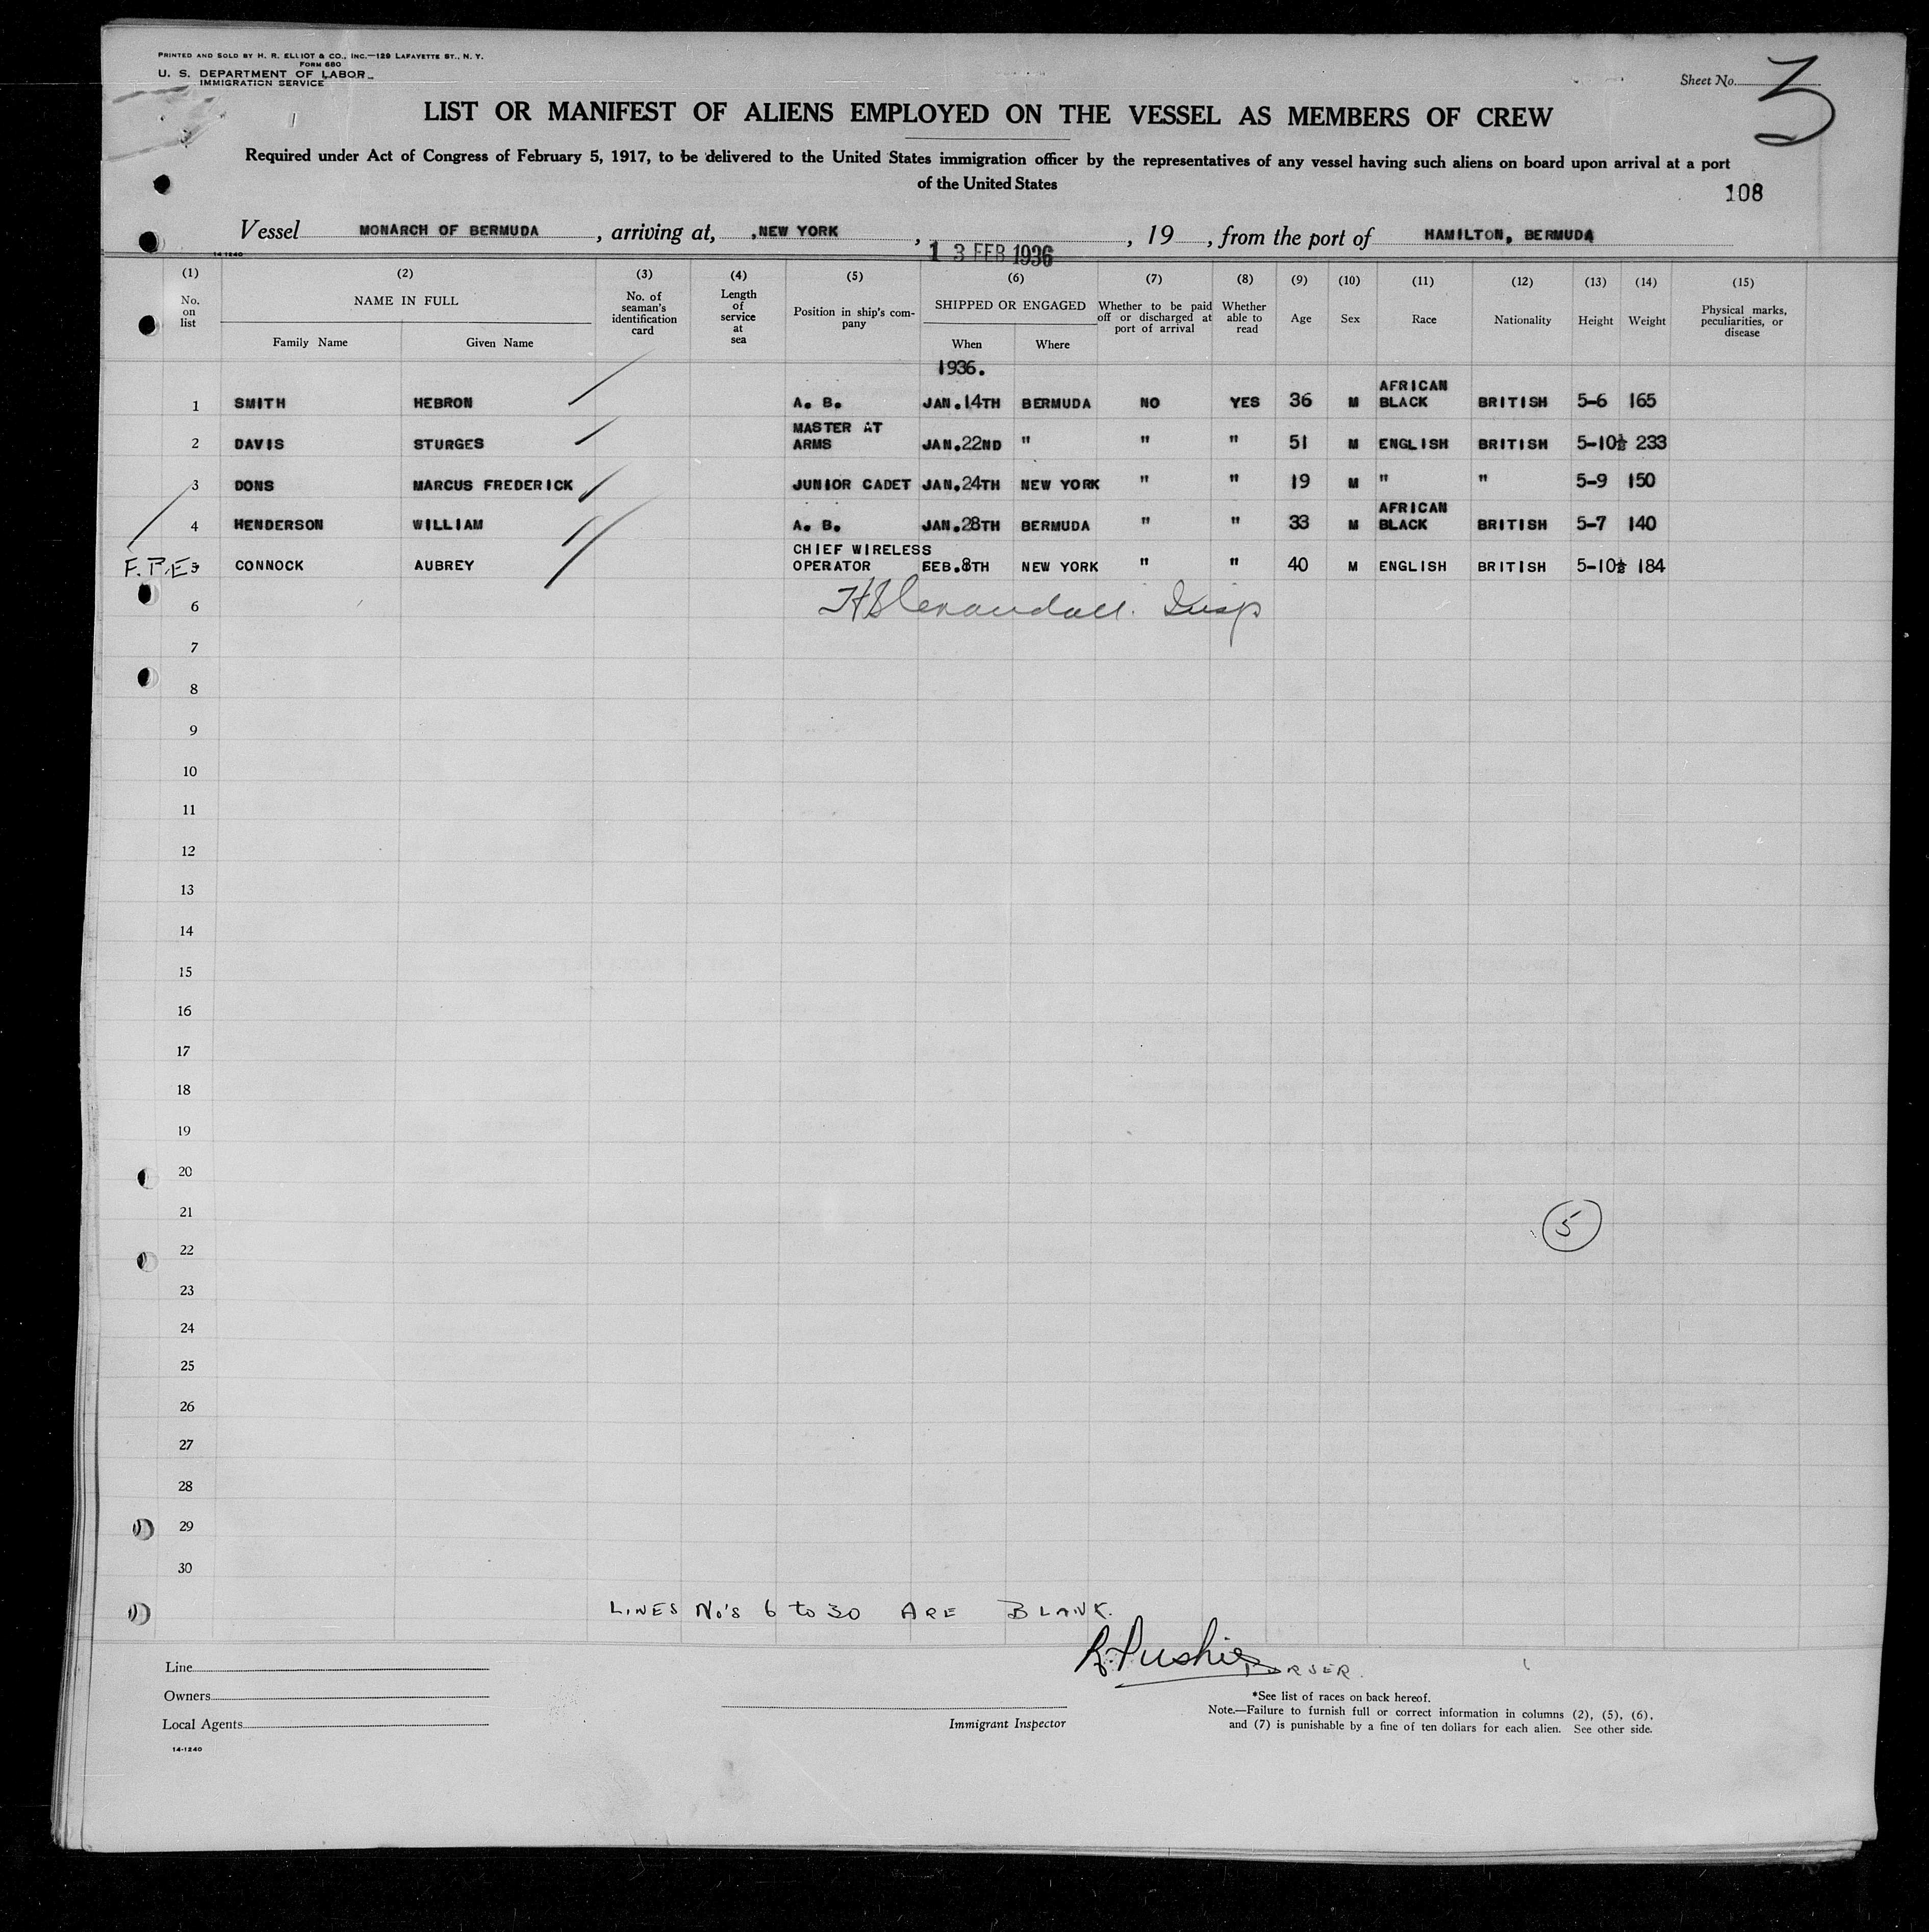 PRINTED AND SOLD BY H. R. ELLIOT & CO., INC.—129 LAFAYETTE ST., N. Y.
FORM 680
U. S. DEPARTMENT OF LABOR
IMMIGRATION SERVICE
Sheet No. 3
LIST OR MANIFEST OF ALIENS EMPLOYED ON THE VESSEL AS MEMBERS OF CREW
Required under Act of Congress of February 5, 1917, to be delivered to the United States immigration officer by the representatives of any vessel having such aliens on board upon arrival at a port
of the United States
108
Vessel MONARCH OF BERMUDA, arriving at, NEW YORK, 13 FEB 1936, 19, from the port of HAMILTON, BERMUDA
14-1240
(1) (2) (3) (4) (5) (6) (7) (8) (9) (10) (11) (12) (13) (14) (15)
No. on list NAME IN FULL Family Name Given Name No. of seaman's identification card Length of service at sea Position in ship's company SHIPPED OR ENGAGED When Where Whether to be paid off or discharged at port of arrival Whether able to read Age Sex Race Nationality Height Weight Physical marks, peculiarities, or disease
1936.
1 SMITH HEBRON A. B. JAN.14TH BERMUDA NO YES 36 M AFRICAN BLACK BRITISH 5-6 165
2 DAVIS STURGES MASTER AT ARMS JAN.22ND " " " 51 M ENGLISH BRITISH 5-10½ 233
3 DONS MARCUS FREDERICK JUNIOR CADET JAN.24TH NEW YORK " " 19 M " " 5-9 150
4 HENDERSON WILLIAM A. B. JAN.28TH BERMUDA " " 33 M AFRICAN BLACK BRITISH 5-7 140
F.P.E. 5 CONNOCK AUBREY CHIEF WIRELESS OPERATOR FEB.8TH NEW YORK " " 40 M ENGLISH BRITISH 5-10½ 184
6 Insp
7
8
9
10
11
12
13
14
15
16
17
18
19
20
21
5
22
23
24
25
26
27
28
29
30
LINES No's 6 to 30 ARE BLANK.
PURSER.
Line
Owners
Local Agents
Immigrant Inspector
*See list of races on back hereof.
Note.—Failure to furnish full or correct information in columns (2), (5), (6),
and (7) is punishable by a fine of ten dollars for each alien. See other side.
14-1240